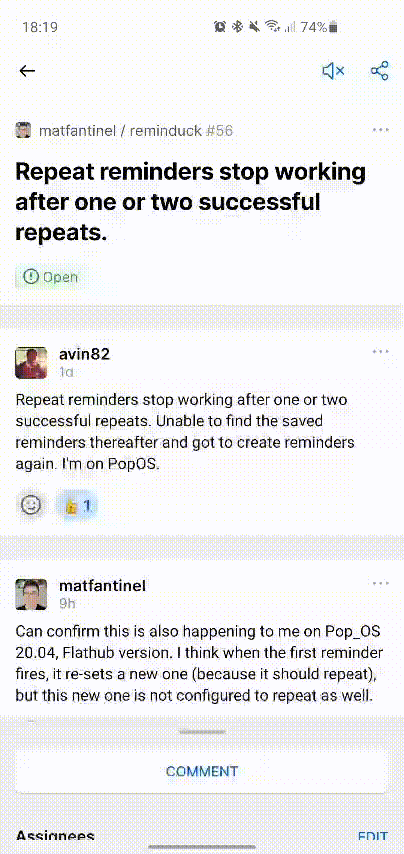 18:19
74%
matfantinel / reminduck #56
Repeat reminders stop working
after one or two successful
repeats.
Open
avin82
1d
Repeat reminders stop working after one or two
successful repeats. Unable to find the saved
reminders thereafter and got to create reminders
again. I'm on PopOS.
👍 1
matfantinel
9h
Can confirm this is also happening to me on Pop_OS
20.04, Flathub version. I think when the first reminder
fires, it re-sets a new one (because it should repeat),
but this new one is not configured to repeat as well.
COMMENT
Assignees
EDIT